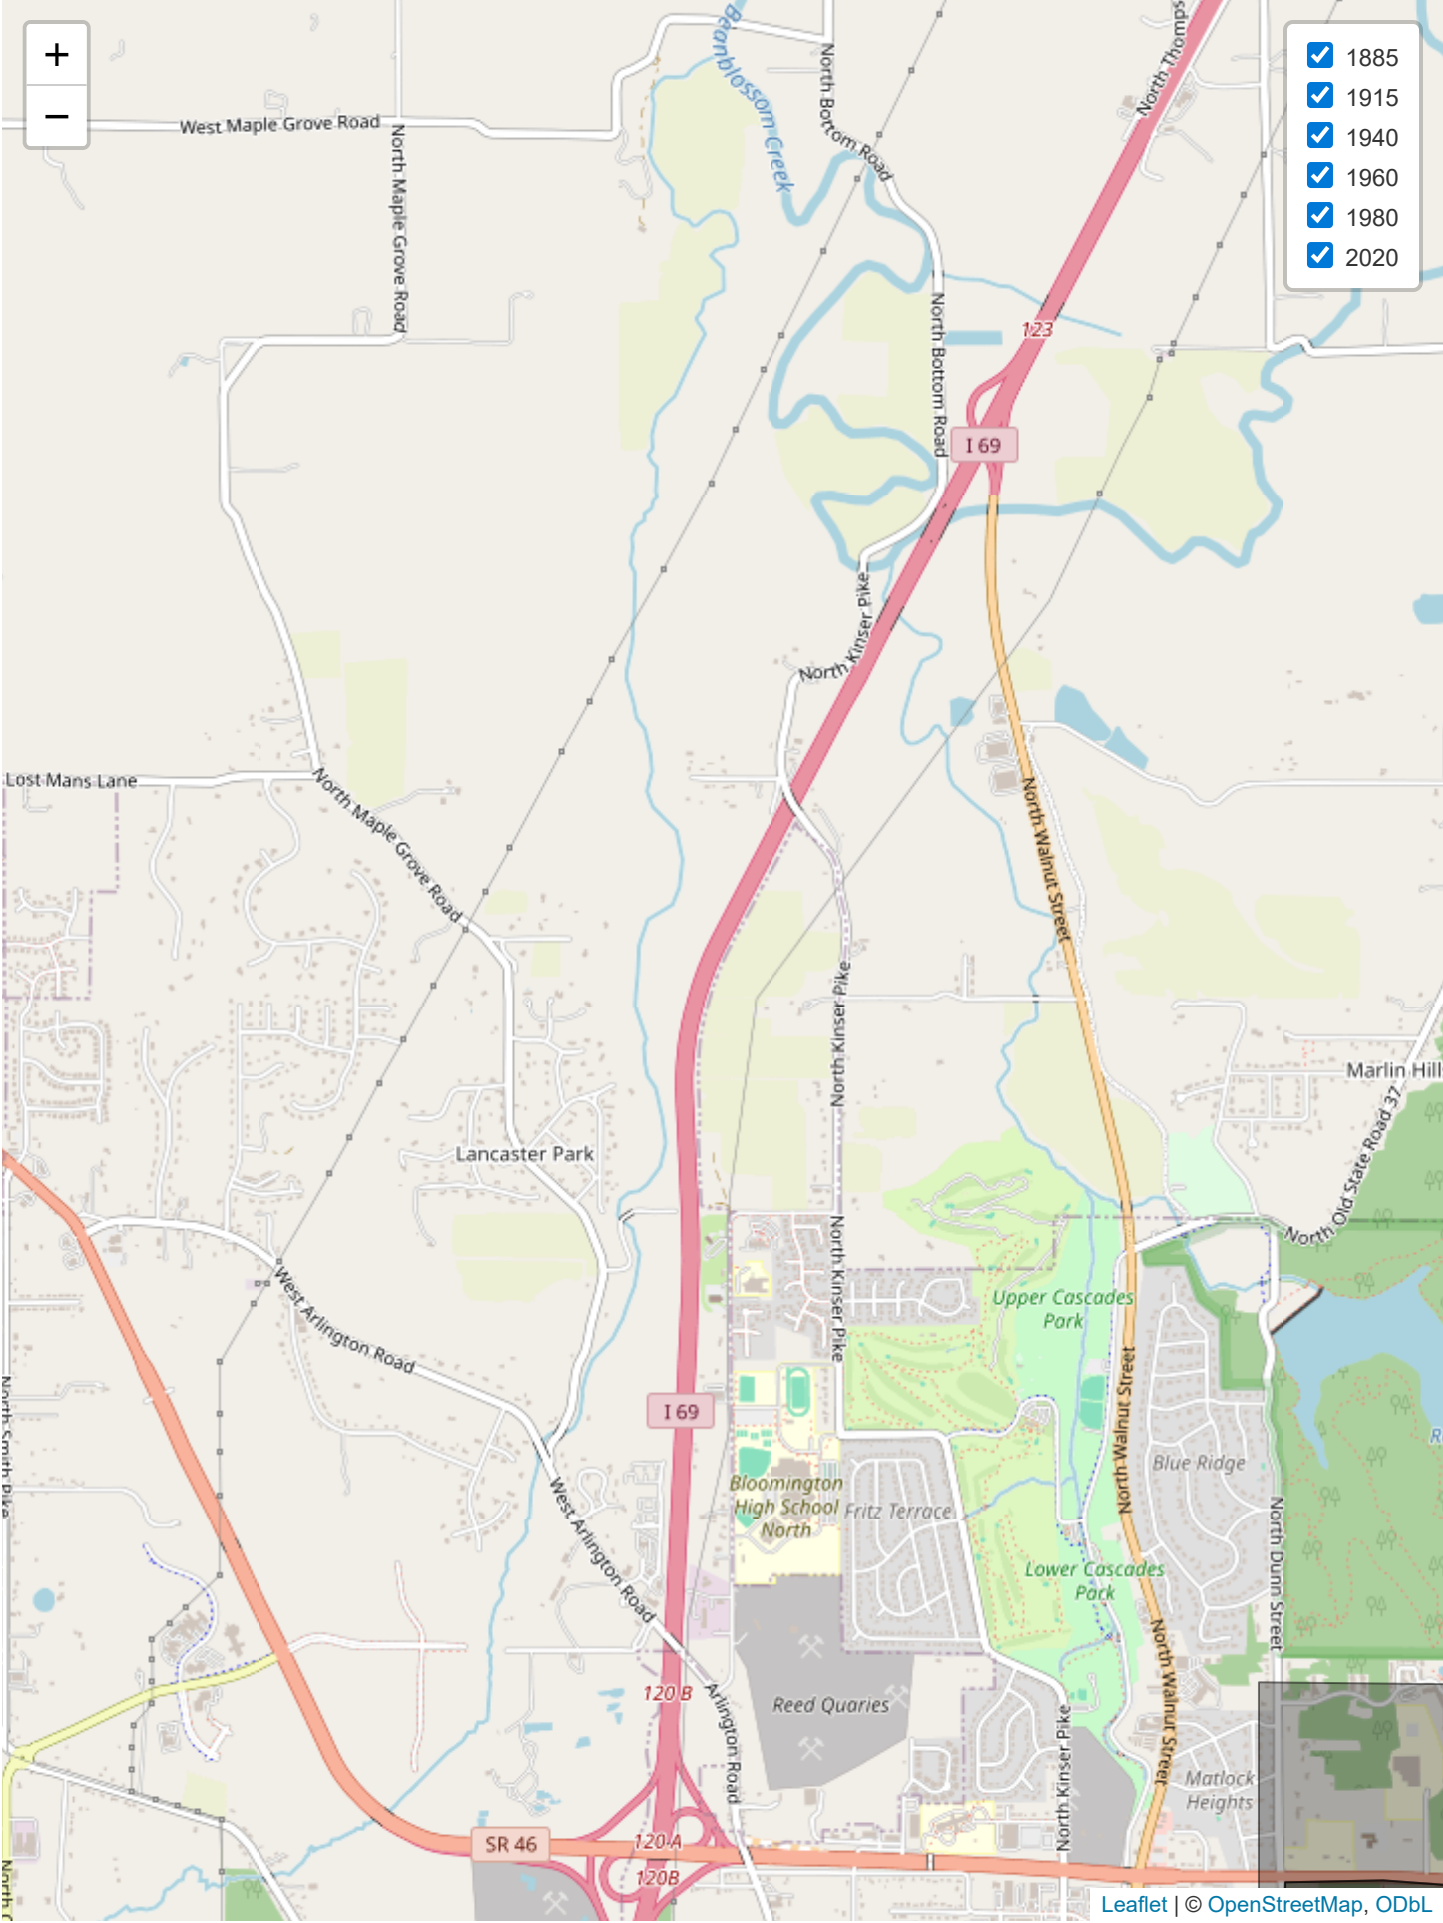 +
−
1885
1915
1940
1960
1980
2020
Beanblossom Creek
North Bottom Road
West Maple Grove Road
North Maple Grove Road
123
North Bottom Road
I 69
North Kinser Pike
Lost Mans Lane
North Maple Grove Road
North Walnut Street
North Kinser Pike
Marlin Hill
North Old State Road 37
Lancaster Park
North Kinser Pike
West Arlington Road
Upper Cascades
Park
North Walnut Street
I 69
Blue Ridge
Bloomington
High School
North
Fritz Terrace
West Arlington Road
North Smith Pike
North Dunn Street
Lower Cascades
Park
North Walnut Street
120 B
Reed Quaries
Arlington Road
North Kinser Pike
Matlock
Heights
SR 46
120 A
120B
Leaflet | © OpenStreetMap, ODbL